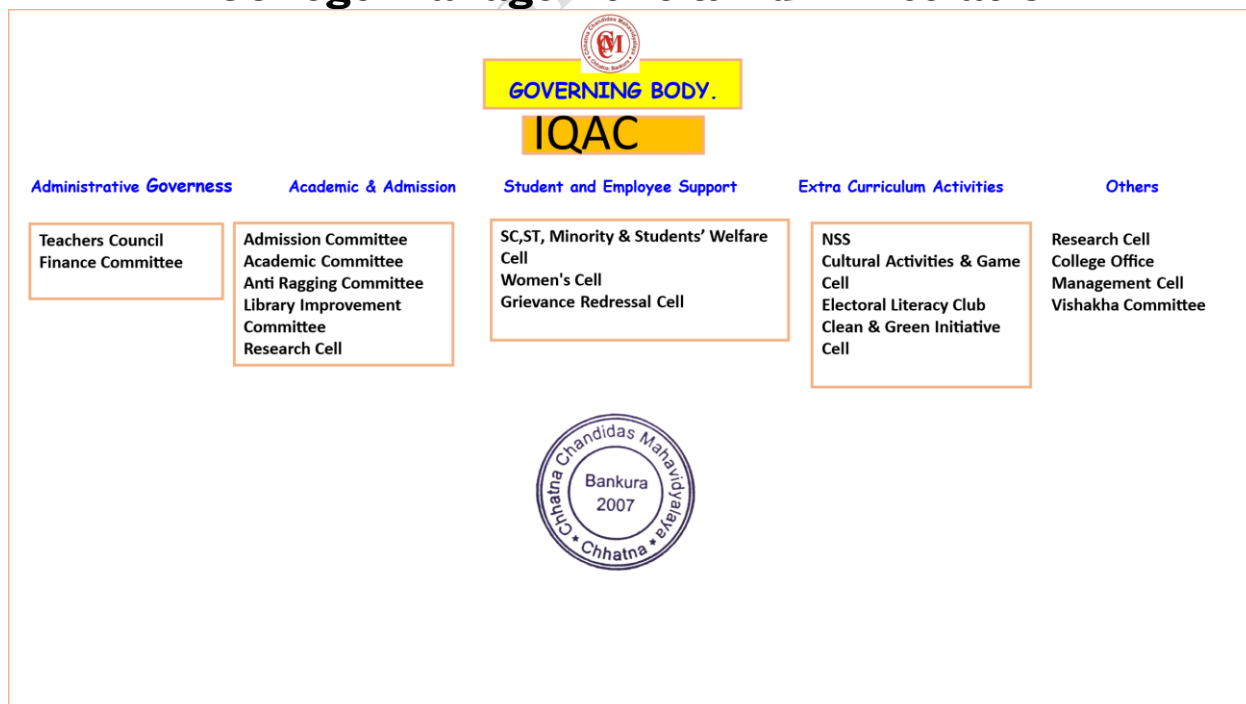 GOVERNING BODY.
IQAC
Administrative Governess
Academic & Admission
Student and Employee Support
Extra Curriculum Activities
Others
Teachers Council
Finance Committee
Admission Committee
Academic Committee
Anti Ragging Committee
Library Improvement
Committee
Research Cell
SC,ST, Minority & Students’ Welfare
Cell
Women's Cell
Grievance Redressal Cell
NSS
Cultural Activities & Game
Cell
Electoral Literacy Club
Clean & Green Initiative
Cell
Research Cell
College Office
Management Cell
Vishakha Committee
Chhatna Chandidas Mahavidyalaya
Bankura
2007
Chhatna